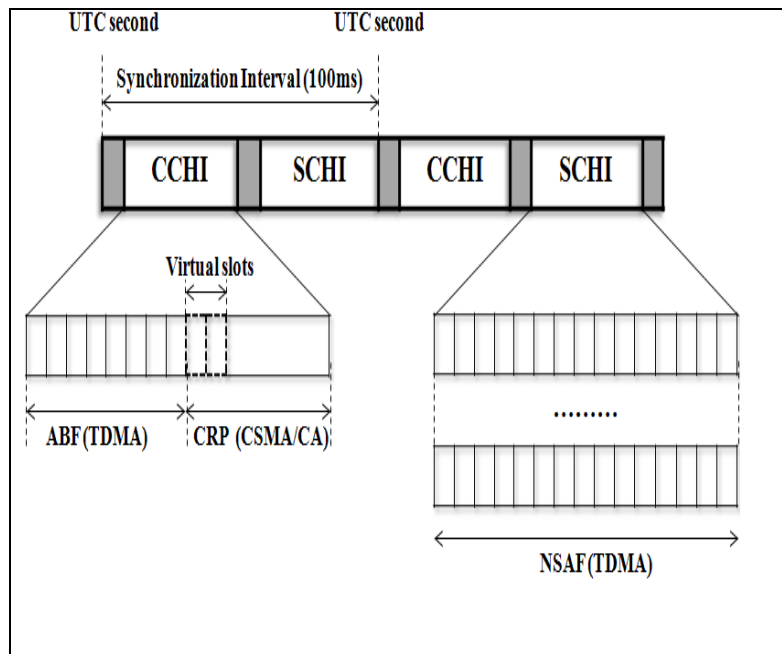 UTC second UTC second
Synchronization Interval (100ms)
CCHI SCHI CCHI SCHI
Virtual slots
.........
ABF (TDMA) CRP (CSMA/CA)
NSAF (TDMA)